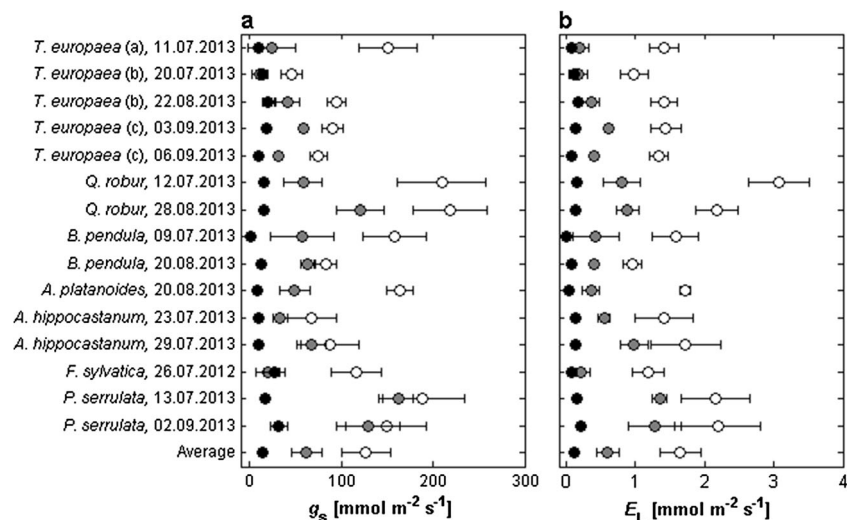 a b
T. europaea (a), 11.07.2013
T. europaea (b), 20.07.2013
T. europaea (b), 22.08.2013
T. europaea (c), 03.09.2013
T. europaea (c), 06.09.2013
Q. robur, 12.07.2013
Q. robur, 28.08.2013
B. pendula, 09.07.2013
B. pendula, 20.08.2013
A. platanoides, 20.08.2013
A. hippocastanum, 23.07.2013
A. hippocastanum, 29.07.2013
F. sylvatica, 26.07.2012
P. serrulata, 13.07.2013
P. serrulata, 02.09.2013
Average
0 100 200 300 0 1 2 3 4
gs [mmol m⁻² s⁻¹] EL [mmol m⁻² s⁻¹]